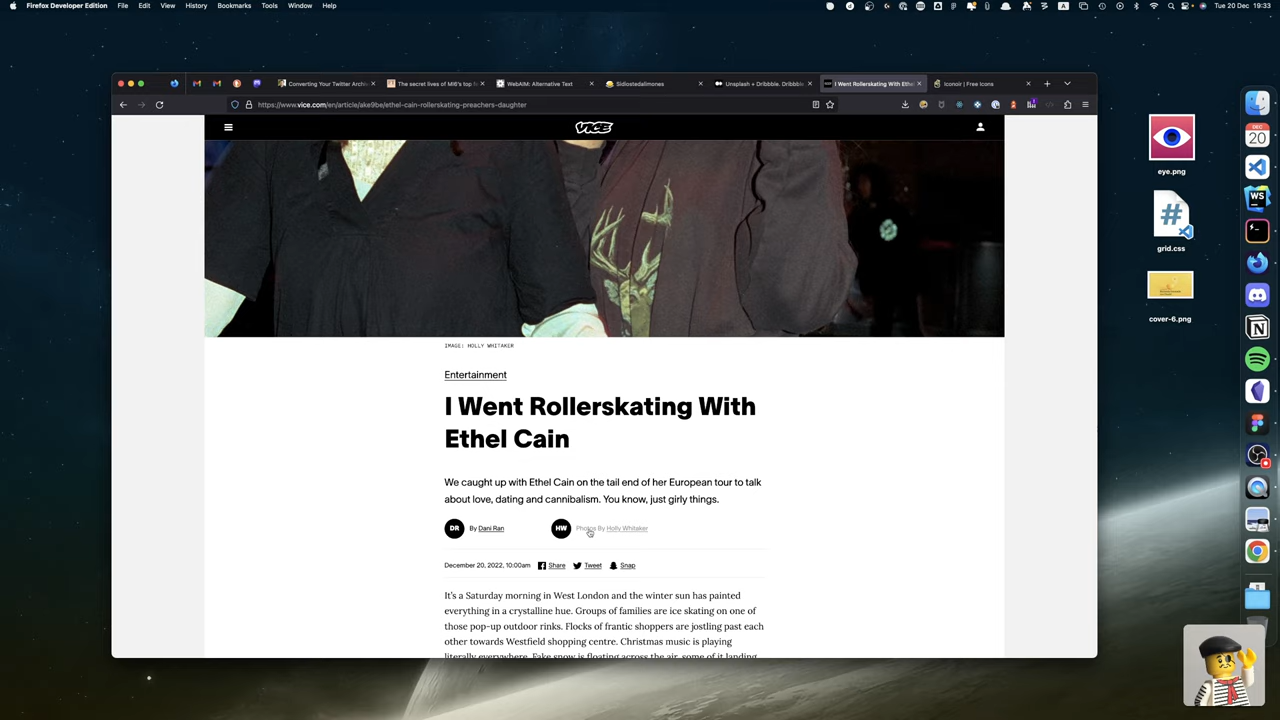 Firefox Developer Edition File Edit View History Bookmarks Tools Window Help
A Tue 20 Dec 19:33
Converting Your Twitter Archi
The secret lives of MI6's top f
WebAIM: Alternative Text
Sidiostedalimones
Unsplash + Dribbble. Dribbbl
I Went Rollerskating With Ethel
Iconoir | Free Icons
https://www.vice.com/en/article/ake9be/ethel-cain-rollerskating-preachers-daughter
VICE
IMAGE: HOLLY WHITAKER
Entertainment
I Went Rollerskating With
Ethel Cain
We caught up with Ethel Cain on the tail end of her European tour to talk
about love, dating and cannibalism. You know, just girly things.
DR By Dani Ran HW Photos By Holly Whitaker
December 20, 2022, 10:00am Share Tweet Snap
It's a Saturday morning in West London and the winter sun has painted
everything in a crystalline hue. Groups of families are ice skating on one of
those pop-up outdoor rinks. Flocks of frantic shoppers are jostling past each
other towards Westfield shopping centre. Christmas music is playing
literally everywhere. Fake snow is floating across the air, some of it landing
eye.png
#
grid.css
cover-6.png
DEC
20
WS